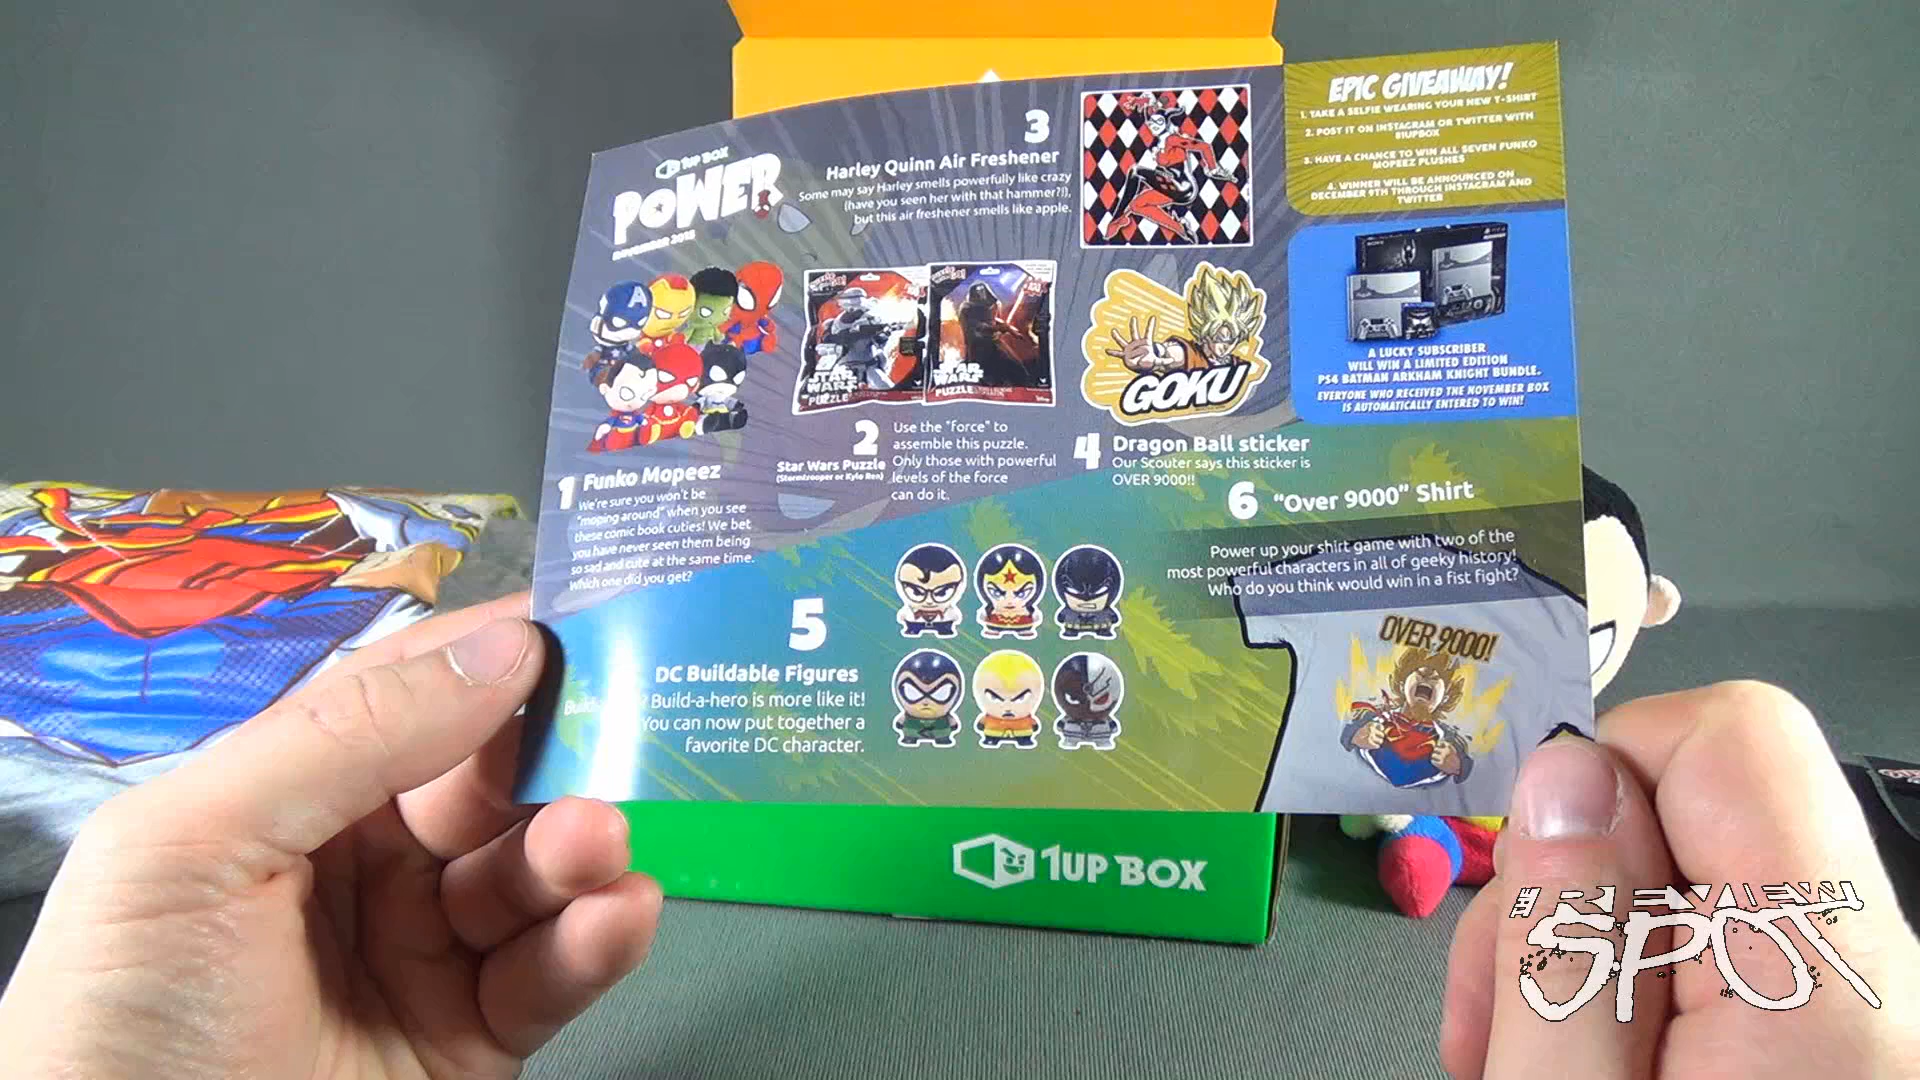 1UP BOX
POWER
NOVEMBER 2015
3
Harley Quinn Air Freshener
Some may say Harley smells powerfully like crazy
(have you seen her with that hammer?!),
but this air freshener smells like apple.
EPIC GIVEAWAY!
1. TAKE A SELFIE WEARING YOUR NEW T-SHIRT
2. POST IT ON INSTAGRAM OR TWITTER WITH
#1UPBOX
3. HAVE A CHANCE TO WIN ALL SEVEN FUNKO
MOPEEZ PLUSHES
4. WINNER WILL BE ANNOUNCED ON
DECEMBER 9TH THROUGH INSTAGRAM AND
TWITTER
A LUCKY SUBSCRIBER
WILL WIN A LIMITED EDITION
PS4 BATMAN ARKHAM KNIGHT BUNDLE.
EVERYONE WHO RECEIVED THE NOVEMBER BOX
IS AUTOMATICALLY ENTERED TO WIN!
1 Funko Mopeez
We're sure you won't be
"moping around" when you see
these comic book cuties! We bet
you have never seen them being
so sad and cute at the same time.
Which one did you get?
STAR WARS
PUZZLE
STAR WARS
PUZZLE
2
Star Wars Puzzle
(Stormtrooper or Kylo Ren)
Use the "force" to
assemble this puzzle.
Only those with powerful
levels of the force
can do it.
GOKU
4 Dragon Ball sticker
Our Scouter says this sticker is
OVER 9000!!
6 "Over 9000" Shirt
Power up your shirt game with two of the
most powerful characters in all of geeky history!
Who do you think would win in a fist fight?
OVER 9000!
5
DC Buildable Figures
? Build-a-hero is more like it!
You can now put together a
favorite DC character.
1UP BOX
THE REVIEW
SPOT